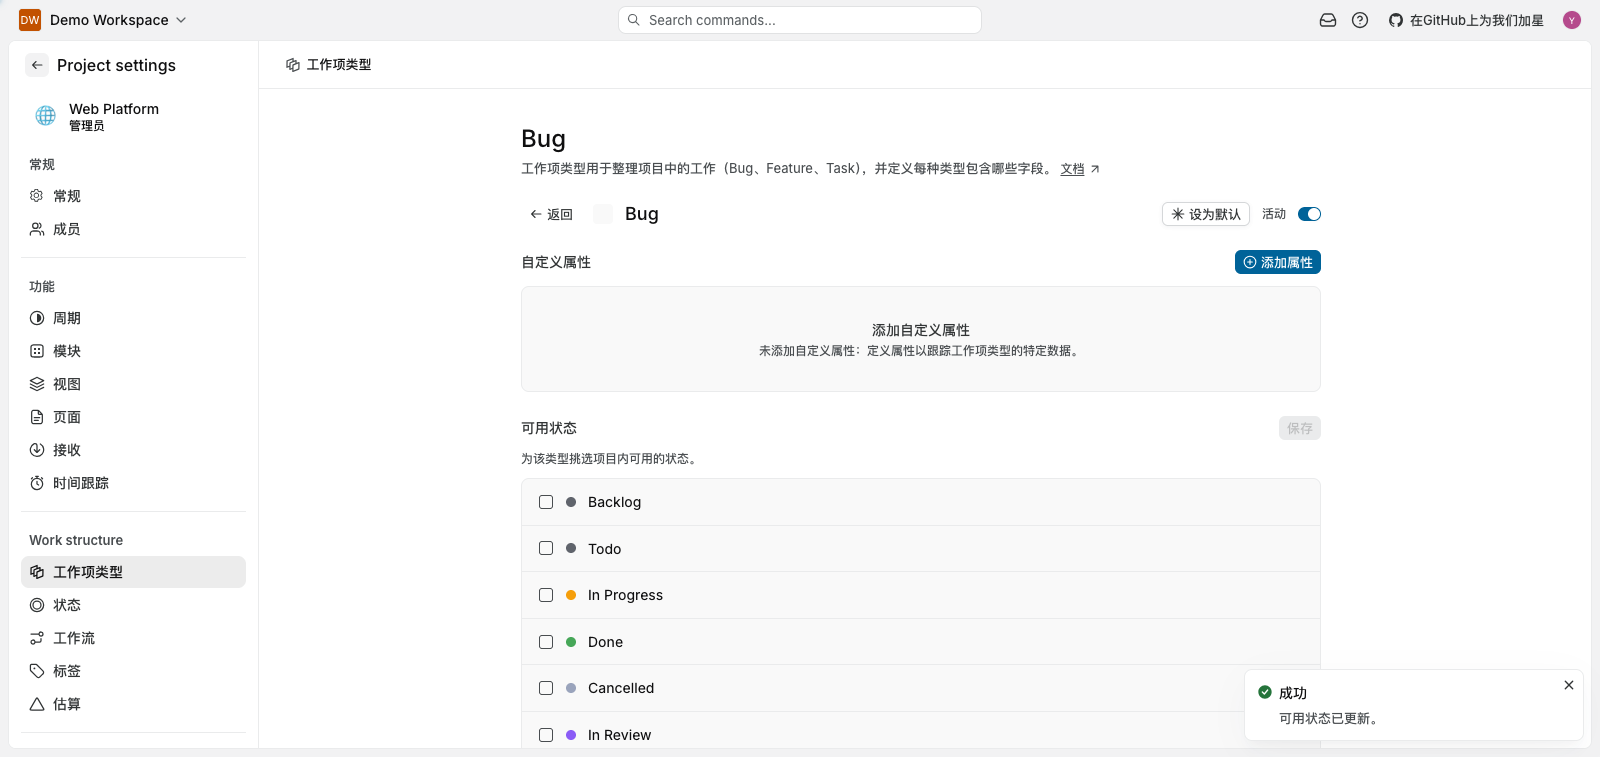 DW Demo Workspace
Search commands...
在GitHub上为我们加星
Y
Project settings
Web Platform
管理员
常规
常规
成员
功能
周期
模块
视图
页面
接收
时间跟踪
Work structure
工作项类型
状态
工作流
标签
估算
工作项类型
Bug
工作项类型用于整理项目中的工作（Bug、Feature、Task），并定义每种类型包含哪些字段。 文档
返回
Bug
设为默认
活动
自定义属性
添加属性
添加自定义属性
未添加自定义属性：定义属性以跟踪工作项类型的特定数据。
可用状态
保存
为该类型挑选项目内可用的状态。
Backlog
Todo
In Progress
Done
Cancelled
In Review
成功
可用状态已更新。